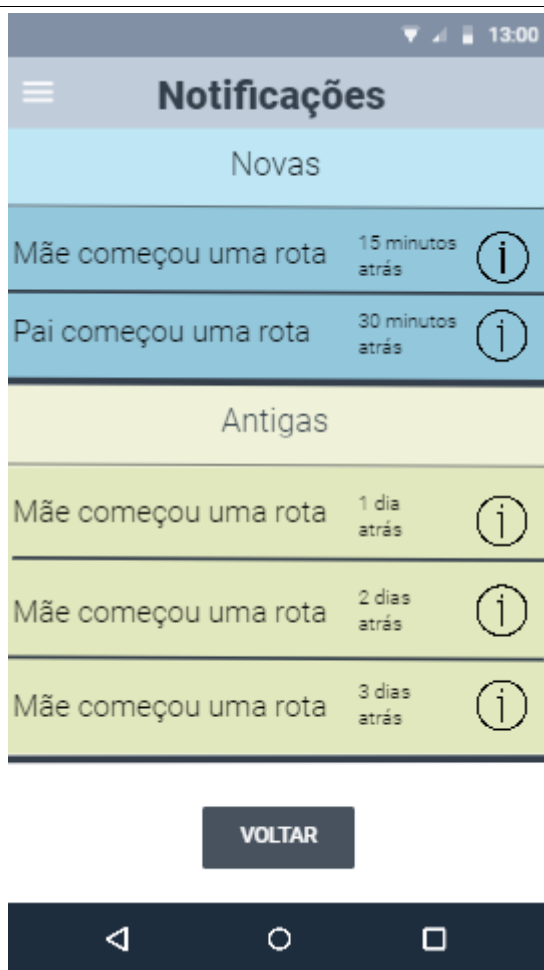 13:00
Notificações
Novas
Mãe começou uma rota
15 minutos
atrás
i
Pai começou uma rota
30 minutos
atrás
i
Antigas
Mãe começou uma rota
1 dia
atrás
i
Mãe começou uma rota
2 dias
atrás
i
Mãe começou uma rota
3 dias
atrás
i
VOLTAR